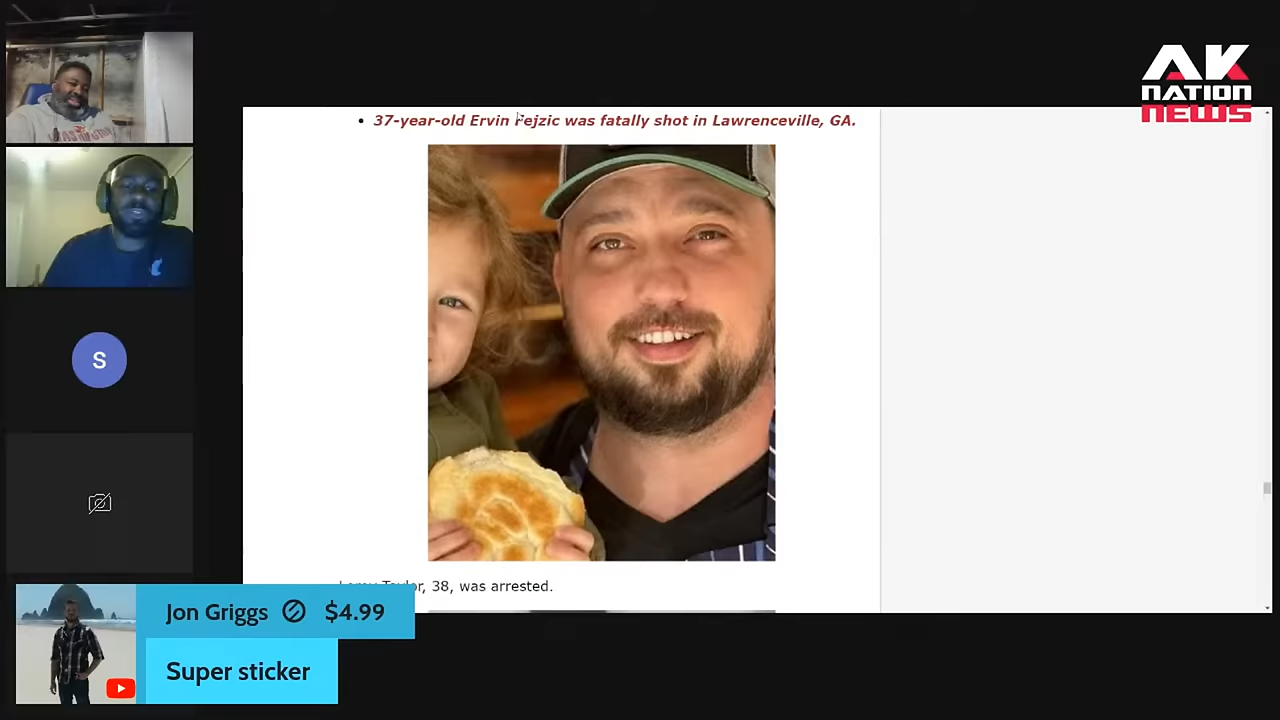 AK
NATION
NEWS
• 37-year-old Ervin Fejzic was fatally shot in Lawrenceville, GA.
S
38, was arrested.
Jon Griggs $4.99
Super sticker